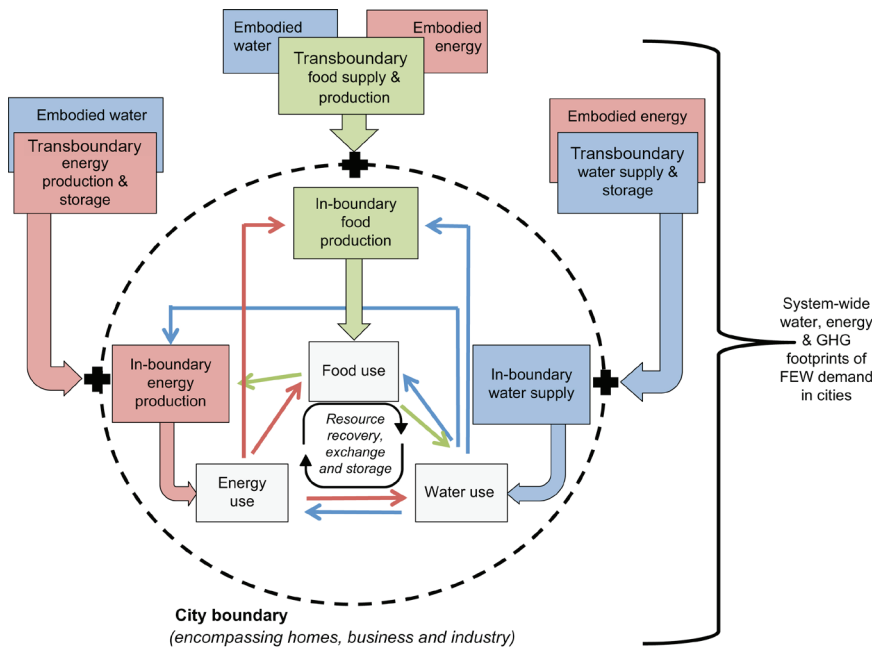 Embodied
water
Embodied
energy
Transboundary
food supply &
production
Embodied water
Transboundary
energy
production &
storage
Embodied energy
Transboundary
water supply &
storage
In-boundary
food
production
In-boundary
energy
production
Food use
In-boundary
water supply
Resource
recovery,
exchange
and storage
Energy
use
Water use
System-wide
water, energy
& GHG
footprints of
FEW demand
in cities
City boundary
(encompassing homes, business and industry)